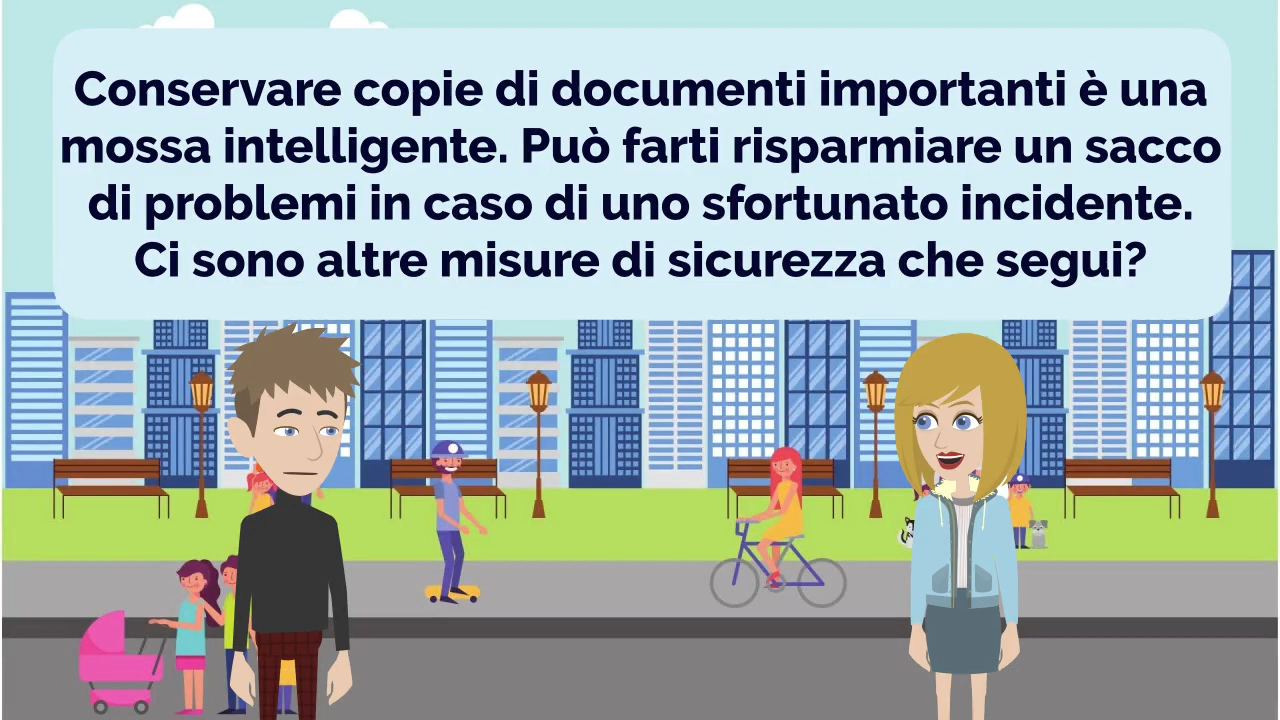 Conservare copie di documenti importanti è una
mossa intelligente. Può farti risparmiare un sacco
di problemi in caso di uno sfortunato incidente.
Ci sono altre misure di sicurezza che segui?